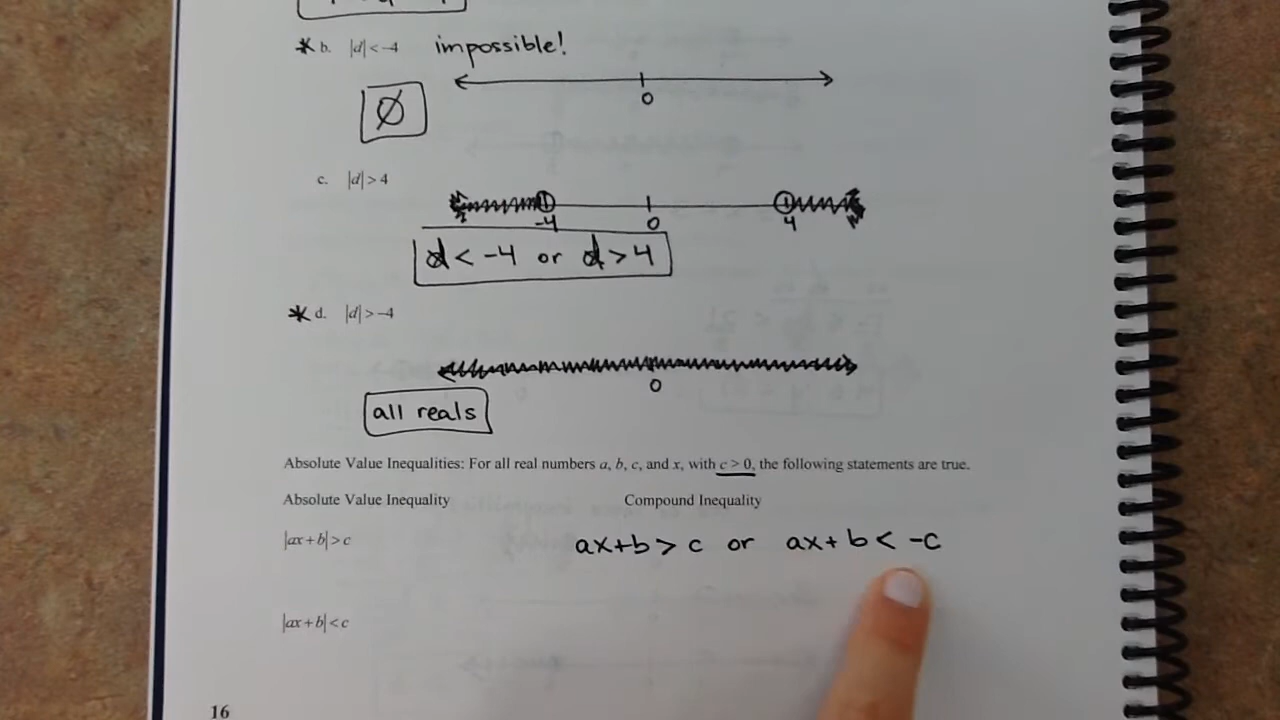 * b. |d| < -4 impossible!
0
∅
c. |d| > 4
-4 0 4
d < -4 or d > 4
* d. |d| > -4
0
all reals
Absolute Value Inequalities: For all real numbers a, b, c, and x, with c > 0, the following statements are true.
Absolute Value Inequality Compound Inequality
|ax+b| > c ax+b > c or ax+b < -c
|ax+b| < c
16